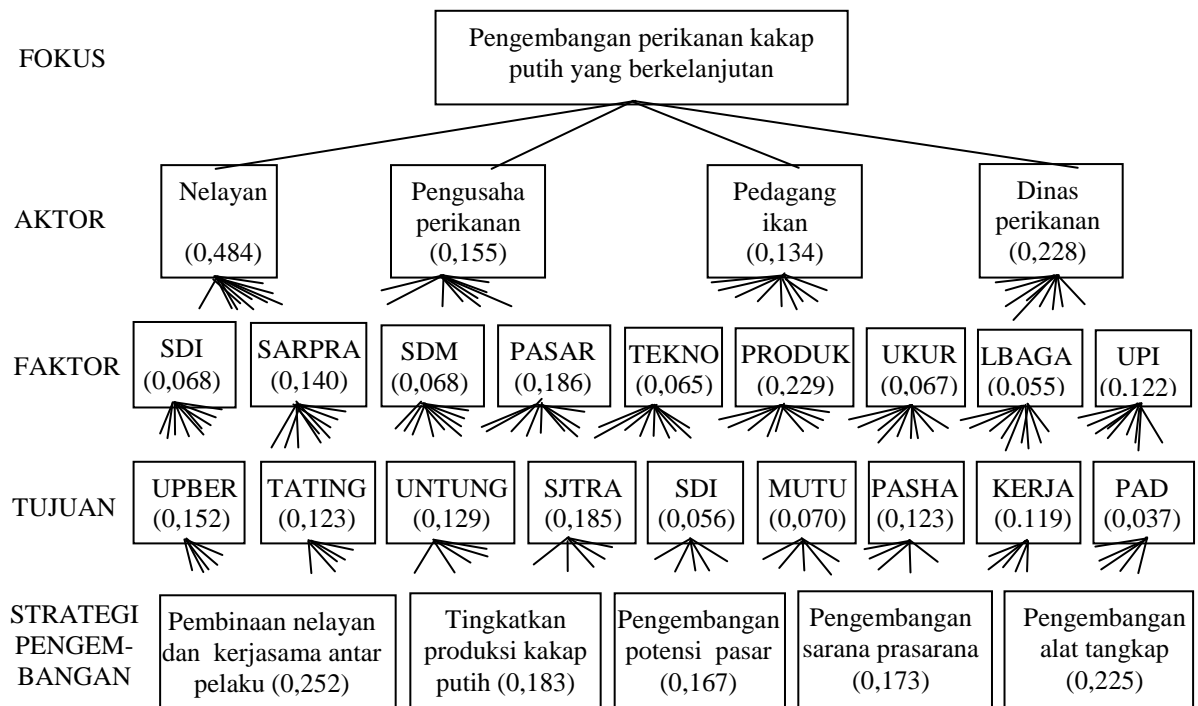 FOKUS
Pengembangan perikanan kakap
putih yang berkelanjutan
AKTOR
Nelayan
(0,484)
Pengusaha
perikanan
(0,155)
Pedagang
ikan
(0,134)
Dinas
perikanan
(0,228)
FAKTOR
SDI
(0,068)
SARPRA
(0,140)
SDM
(0,068)
PASAR
(0,186)
TEKNO
(0,065)
PRODUK
(0,229)
UKUR
(0,067)
LBAGA
(0,055)
UPI
(0,122)
TUJUAN
UPBER
(0,152)
TATING
(0,123)
UNTUNG
(0,129)
SJTRA
(0,185)
SDI
(0,056)
MUTU
(0,070)
PASHA
(0,123)
KERJA
(0.119)
PAD
(0,037)
STRATEGI
PENGEM-
BANGAN
Pembinaan nelayan
dan kerjasama antar
pelaku (0,252)
Tingkatkan
produksi kakap
putih (0,183)
Pengembangan
potensi pasar
(0,167)
Pengembangan
sarana prasarana
(0,173)
Pengembangan
alat tangkap
(0,225)